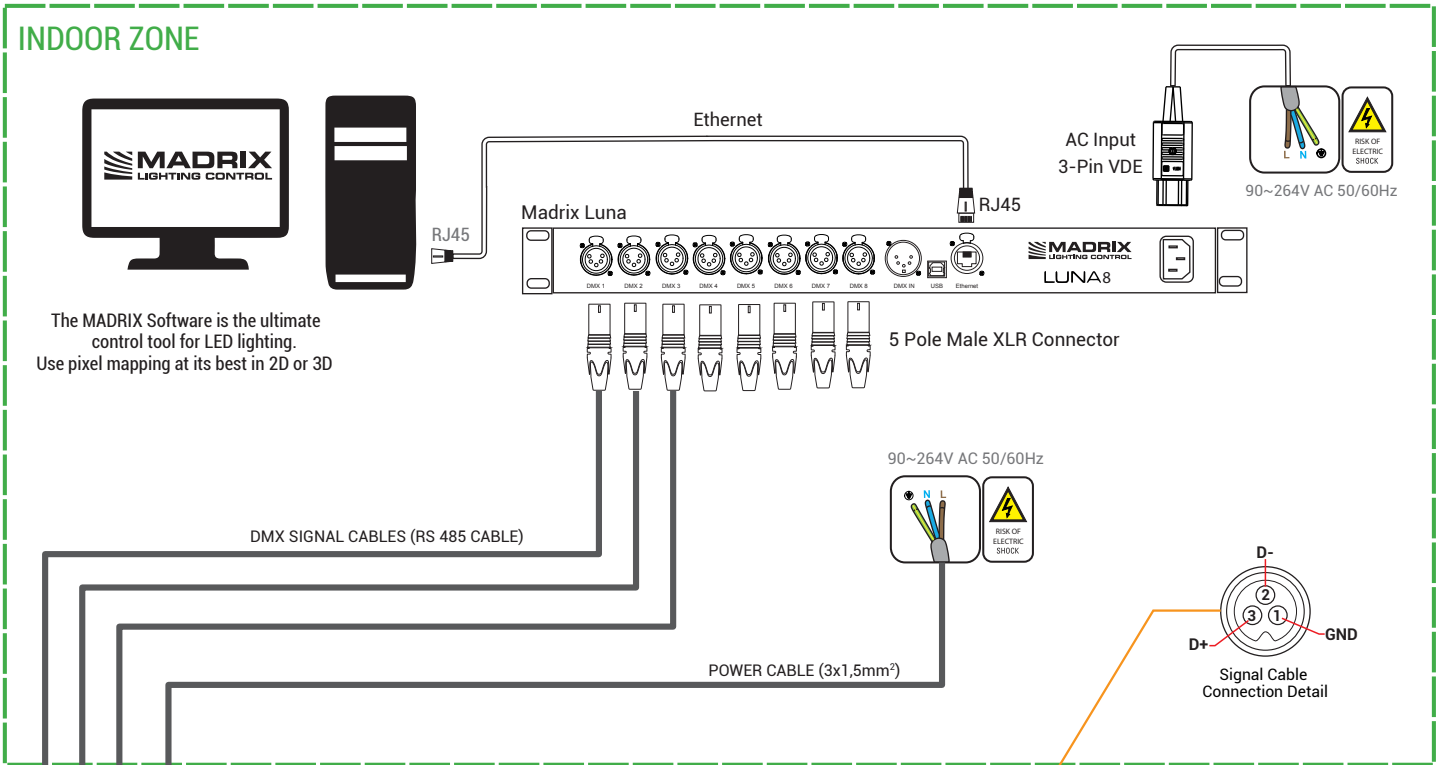 INDOOR ZONE
MADRIX
LIGHTING CONTROL
The MADRIX Software is the ultimate
control tool for LED lighting.
Use pixel mapping at its best in 2D or 3D
RJ45
Ethernet
RJ45
AC Input
3-Pin VDE
L N
RISK OF
ELECTRIC
SHOCK
90~264V AC 50/60Hz
Madrix Luna
DMX 1 DMX 2 DMX 3 DMX 4 DMX 5 DMX 6 DMX 7 DMX 8 DMX IN USB Ethernet
MADRIX
LIGHTING CONTROL
LUNA8
5 Pole Male XLR Connector
90~264V AC 50/60Hz
N L
RISK OF
ELECTRIC
SHOCK
DMX SIGNAL CABLES (RS 485 CABLE)
POWER CABLE (3x1,5mm²)
D-
2
3 1
D+
GND
Signal Cable
Connection Detail